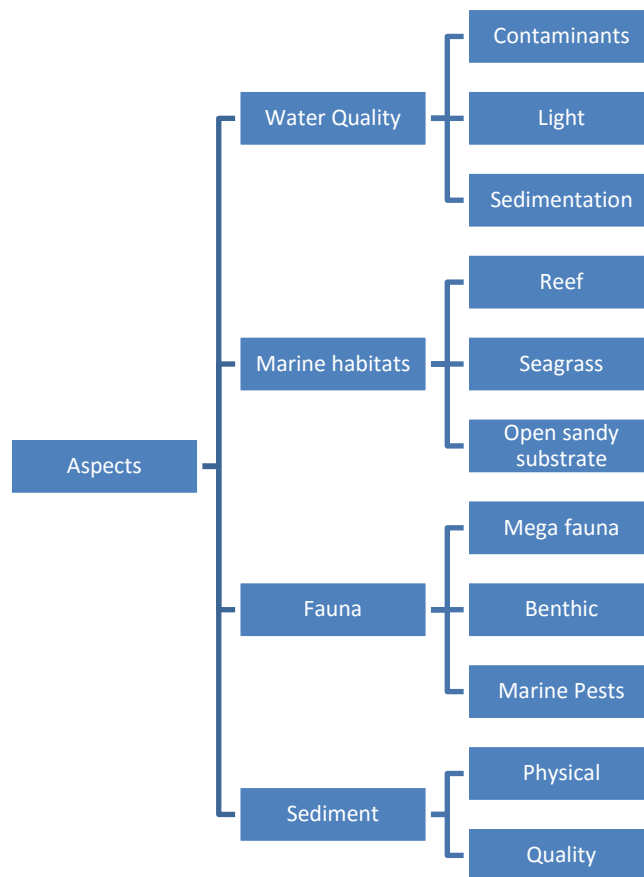 Aspects
Water Quality
Contaminants
Light
Sedimentation
Marine habitats
Reef
Seagrass
Open sandy
substrate
Fauna
Mega fauna
Benthic
Marine Pests
Sediment
Physical
Quality